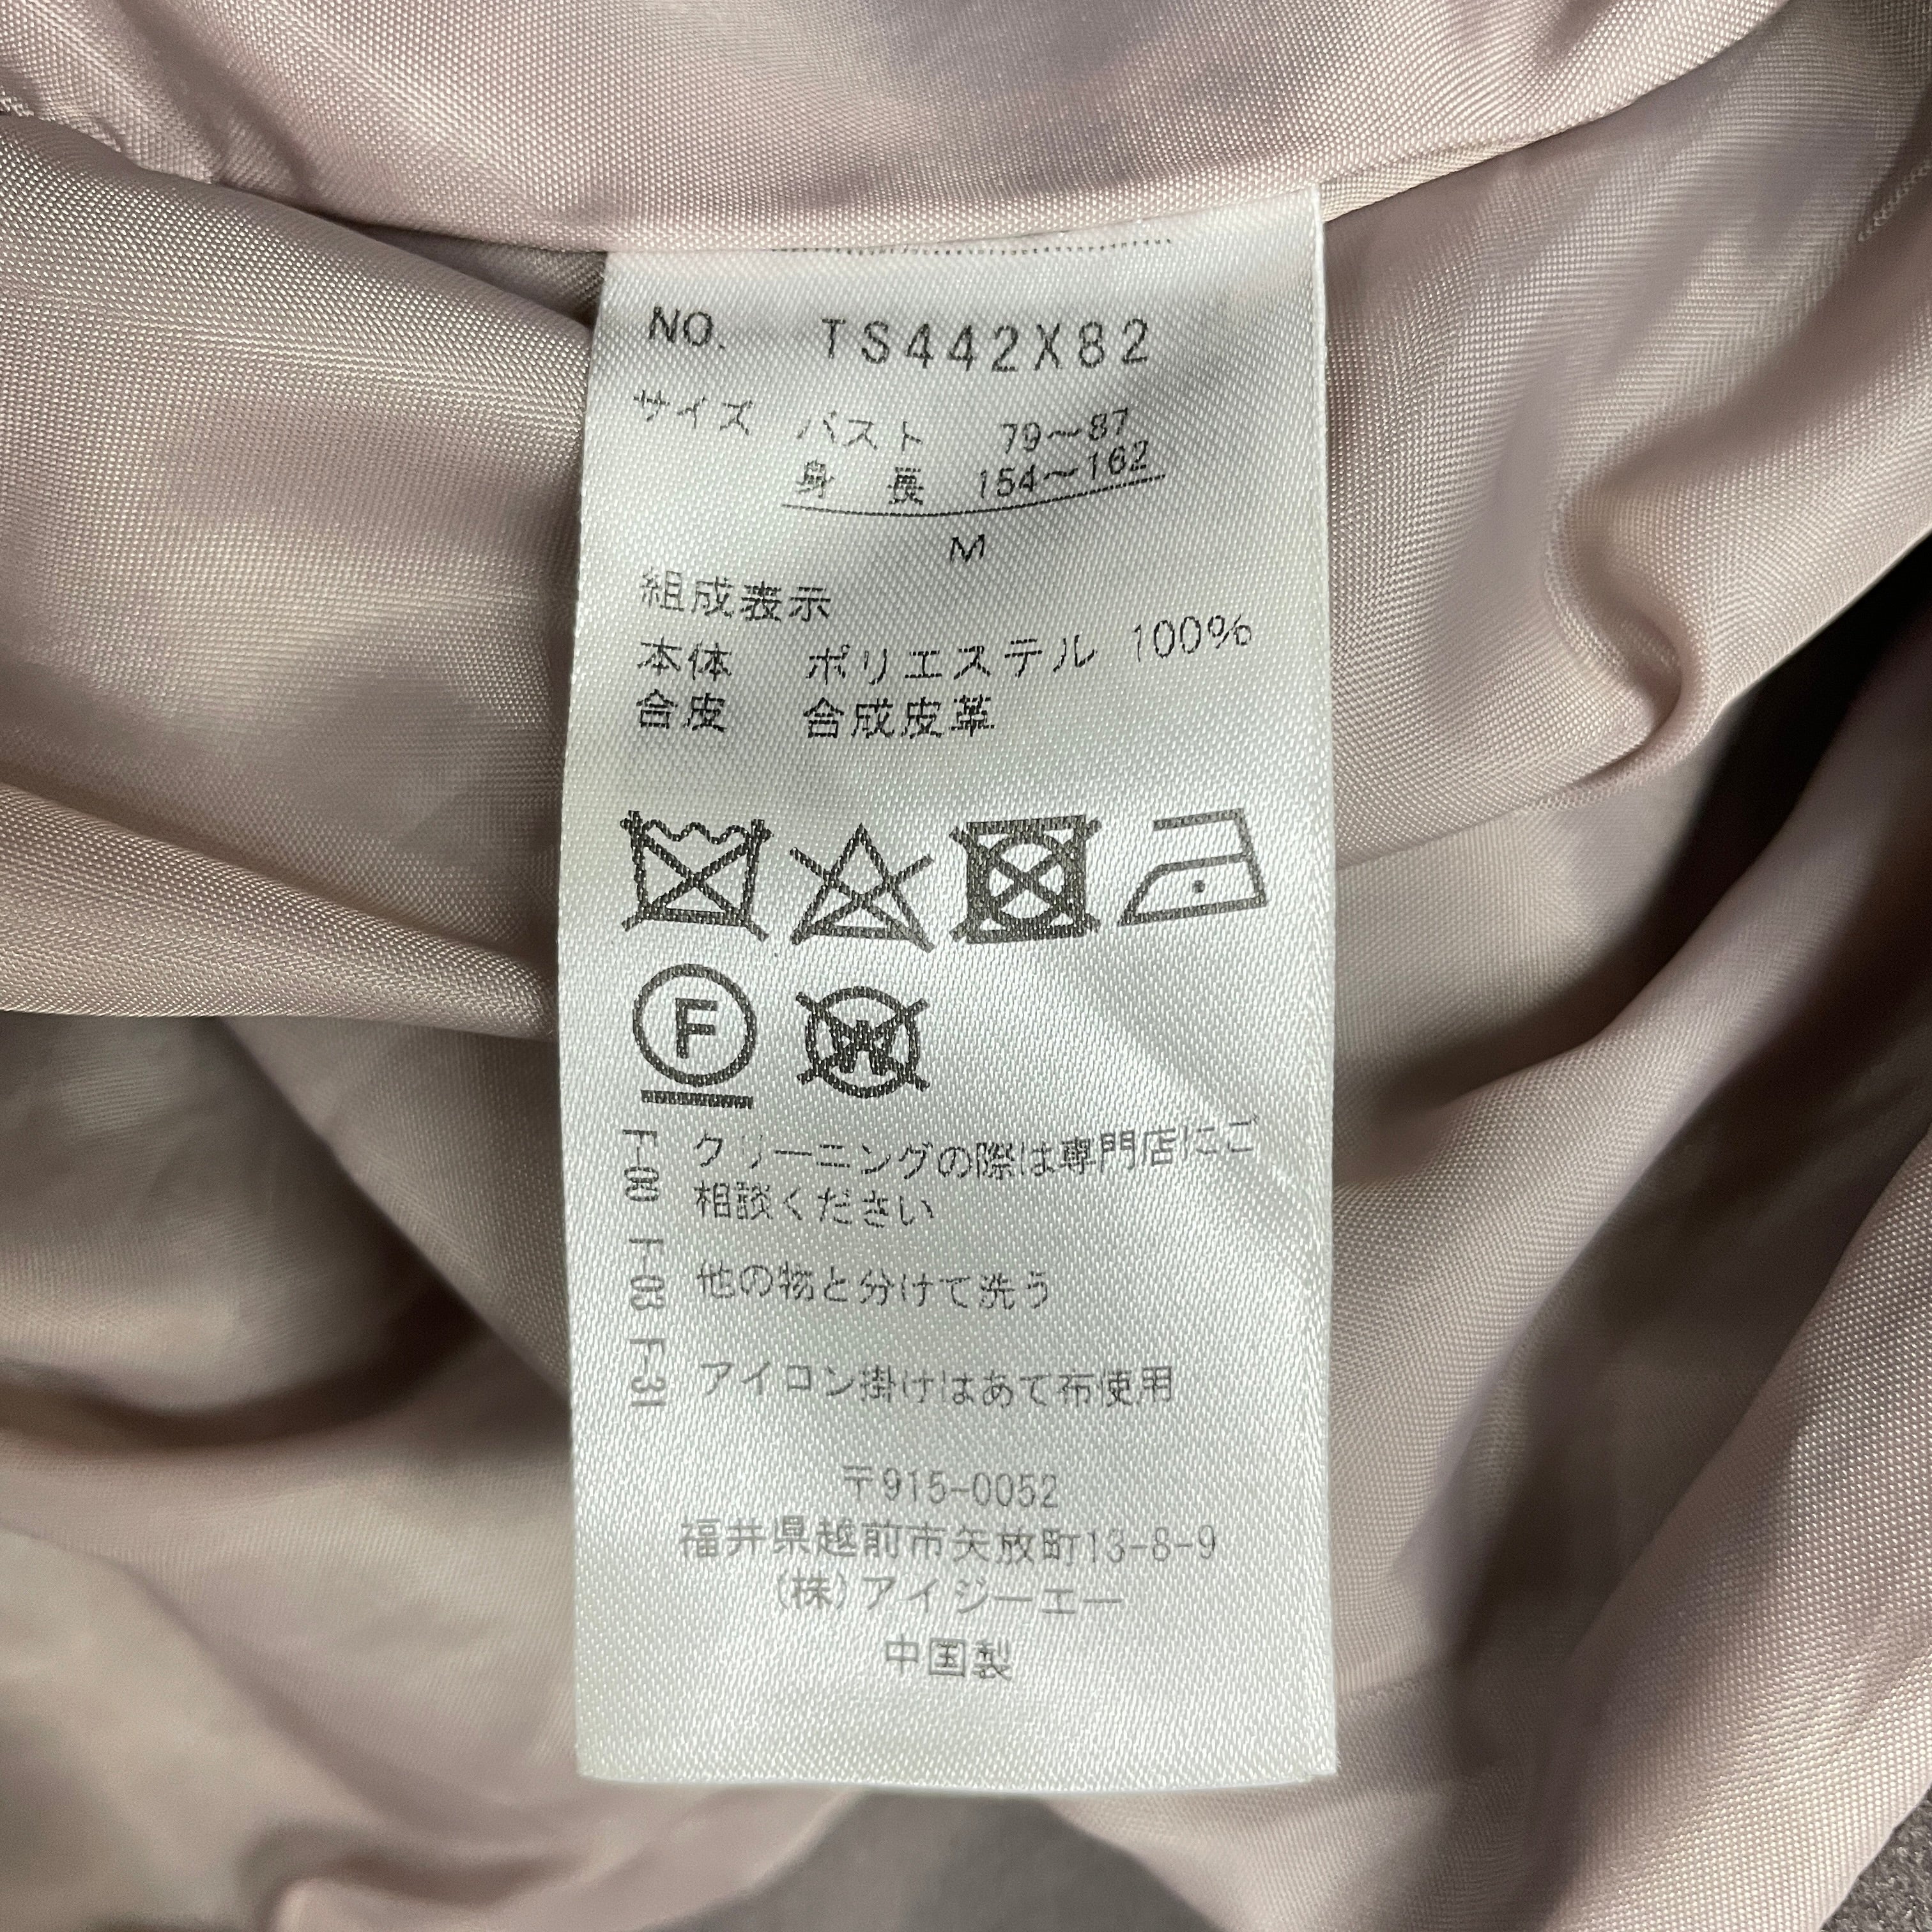 NO. TS442X82
サイズ バスト 79~87
身長 154~162
M
組成表示
本体 ポリエステル 100%
合皮 合成皮革
F
W
F-00 クリーニングの際は専門店にご
相談ください
F-03 他の物と分けて洗う
F-31 アイロン掛けはあて布使用
〒915-0052
福井県越前市矢放町13-8-9
(株)アイジーエー
中国製